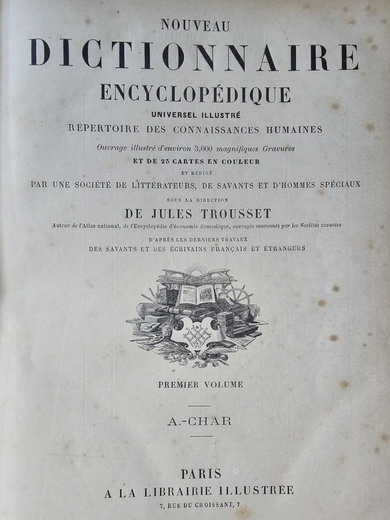 NOUVEAU
DICTIONNAIRE
ENCYCLOPÉDIQUE
UNIVERSEL ILLUSTRÉ
RÉPERTOIRE DES CONNAISSANCES HUMAINES
Ouvrage illustré d'environ 3,000 magnifiques Gravures
ET DE 25 CARTES EN COULEUR
ET RÉDIGÉ
PAR UNE SOCIÉTÉ DE LITTÉRATEURS, DE SAVANTS ET D'HOMMES SPÉCIAUX
SOUS LA DIRECTION
DE JULES TROUSSET
Auteur de l'Atlas national, de l'Encyclopédie d'économie domestique, ouvrages couronnés par les Sociétés savantes
D'APRÈS LES DERNIERS TRAVAUX
DES SAVANTS ET DES ÉCRIVAINS FRANÇAIS ET ÉTRANGERS
PREMIER VOLUME
A.-CHAR
PARIS
A LA LIBRAIRIE ILLUSTRÉE
7, RUE DU CROISSANT, 7